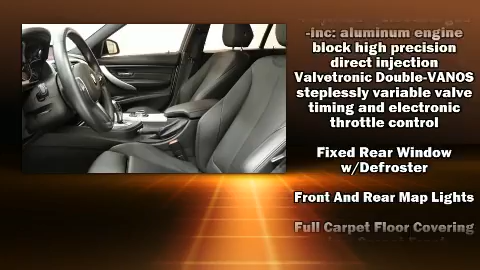 -inc: aluminum engine
block high precision
direct injection
Valvetronic Double-VANOS
steplessly variable valve
timing and electronic
throttle control
Fixed Rear Window
w/Defroster
Front And Rear Map Lights
Full Carpet Floor Covering